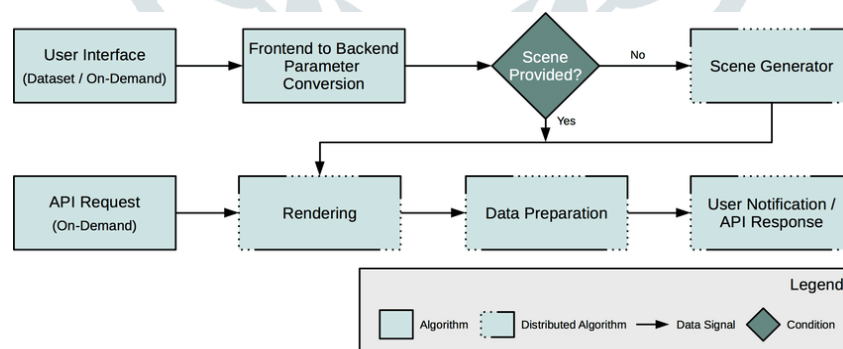 User Interface
(Dataset / On-Demand)
Frontend to Backend
Parameter
Conversion
Scene
Provided?
No
Yes
Scene Generator
API Request
(On-Demand)
Rendering
Data Preparation
User Notification /
API Response
Legend
Algorithm
Distributed Algorithm
Data Signal
Condition